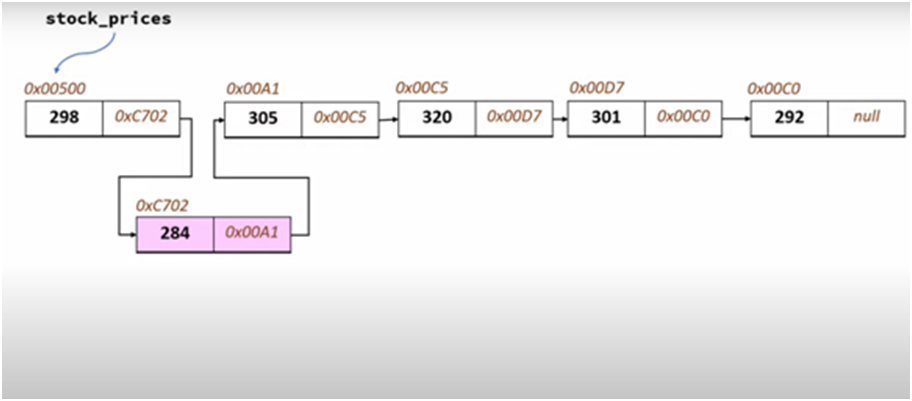 stock_prices
0x00500 0x00A1 0x00C5 0x00D7 0x00C0
298 0xC702 305 0x00C5 320 0x00D7 301 0x00C0 292 null
0xC702
284 0x00A1